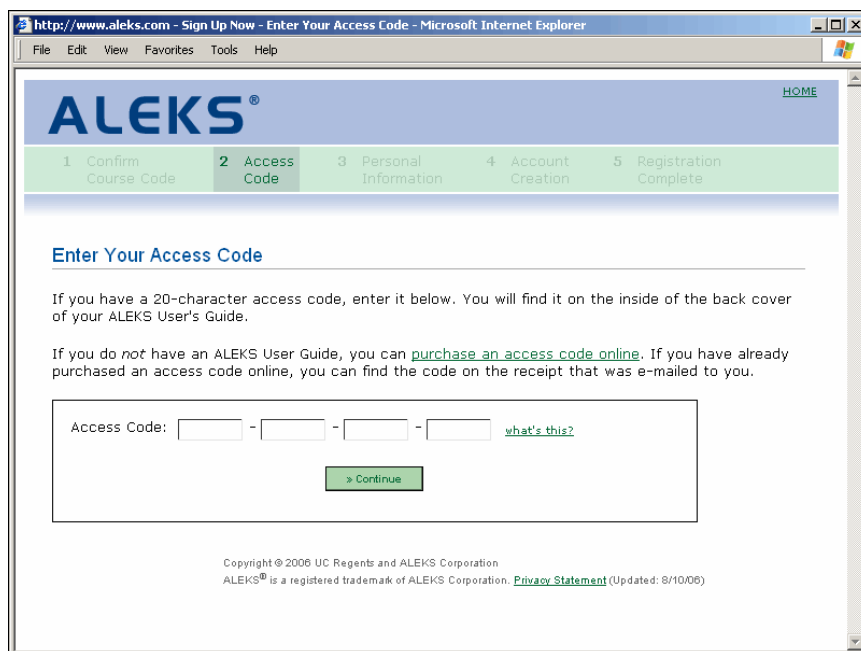 http://www.aleks.com - Sign Up Now - Enter Your Access Code - Microsoft Internet Explorer
File Edit View Favorites Tools Help
HOME
ALEKS®
1 Confirm Course Code 2 Access Code 3 Personal Information 4 Account Creation 5 Registration Complete
Enter Your Access Code
If you have a 20-character access code, enter it below. You will find it on the inside of the back cover
of your ALEKS User's Guide.
If you do not have an ALEKS User Guide, you can purchase an access code online. If you have already
purchased an access code online, you can find the code on the receipt that was e-mailed to you.
Access Code: - - - what's this?
» Continue
Copyright © 2006 UC Regents and ALEKS Corporation
ALEKS® is a registered trademark of ALEKS Corporation. Privacy Statement (Updated: 8/10/06)